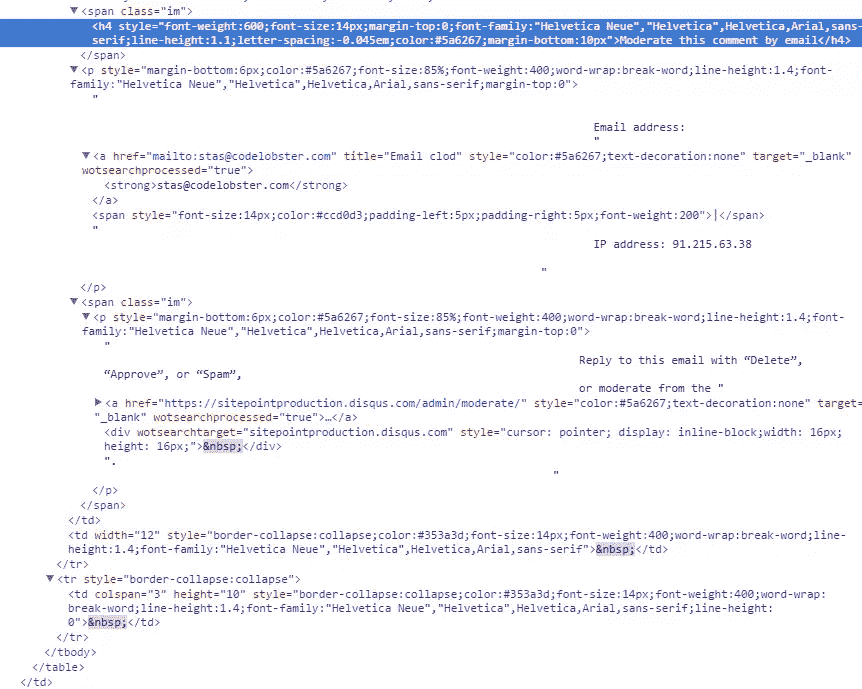 ▼<span class="im">
<h4 style="font-weight:600;font-size:14px;margin-top:0;font-family:"Helvetica Neue","Helvetica",Helvetica,Arial,sans-
serif;line-height:1.1;letter-spacing:-0.045em;color:#5a6267;margin-bottom:10px">Moderate this comment by email</h4>
</span>
▼<p style="margin-bottom:6px;color:#5a6267;font-size:85%;font-weight:400;word-wrap:break-word;line-height:1.4;font-
family:"Helvetica Neue","Helvetica",Helvetica,Arial,sans-serif;margin-top:0">
"
Email address:
"
▼<a href="mailto:stas@codelobster.com" title="Email clod" style="color:#5a6267;text-decoration:none" target="_blank"
wotsearchprocessed="true">
<strong>stas@codelobster.com</strong>
</a>
<span style="font-size:14px;color:#ccd0d3;padding-left:5px;padding-right:5px;font-weight:200">|</span>
"
IP address: 91.215.63.38
"
</p>
▼<span class="im">
▼<p style="margin-bottom:6px;color:#5a6267;font-size:85%;font-weight:400;word-wrap:break-word;line-height:1.4;font-
family:"Helvetica Neue","Helvetica",Helvetica,Arial,sans-serif;margin-top:0">
"
Reply to this email with “Delete”,
“Approve”, or “Spam”,
or moderate from the "
▶<a href="https://sitepointproduction.disqus.com/admin/moderate/" style="color:#5a6267;text-decoration:none" target=
"_blank" wotsearchprocessed="true">…</a>
<div wotsearchtarget="sitepointproduction.disqus.com" style="cursor: pointer; display: inline-block;width: 16px;
height: 16px;">&nbsp;</div>
".
"
</p>
</span>
</td>
<td width="12" style="border-collapse:collapse;color:#353a3d;font-size:14px;font-weight:400;word-wrap:break-word;line-
height:1.4;font-family:"Helvetica Neue","Helvetica",Helvetica,Arial,sans-serif">&nbsp;</td>
</tr>
▼<tr style="border-collapse:collapse">
<td colspan="3" height="10" style="border-collapse:collapse;color:#353a3d;font-size:14px;font-weight:400;word-wrap:
break-word;line-height:1.4;font-family:"Helvetica Neue","Helvetica",Helvetica,Arial,sans-serif;line-height:
0">&nbsp;</td>
</tr>
</tbody>
</table>
</td>